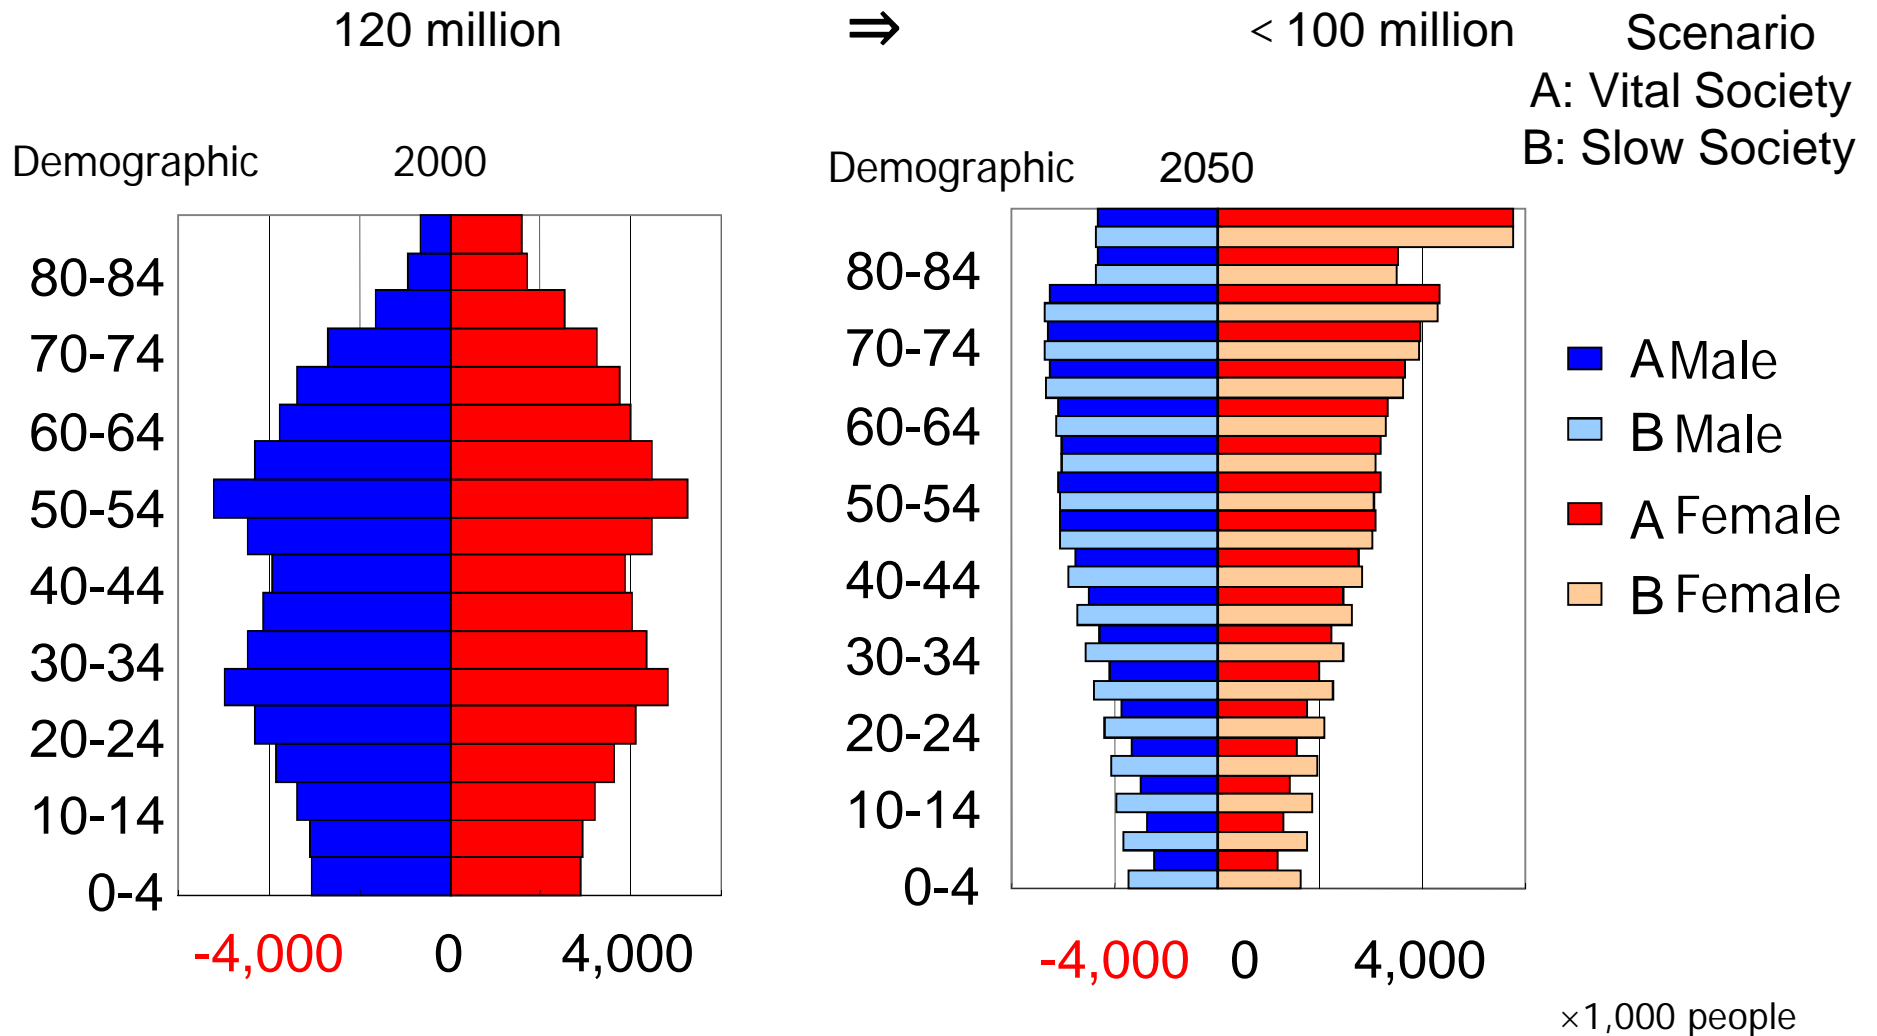 120 million ⇒ < 100 million
Scenario
A: Vital Society
B: Slow Society
Demographic 2000
80-84
70-74
60-64
50-54
40-44
30-34
20-24
10-14
0-4
-4,000 0 4,000
Demographic 2050
80-84
70-74
60-64
50-54
40-44
30-34
20-24
10-14
0-4
-4,000 0 4,000
A Male
B Male
A Female
B Female
×1,000 people